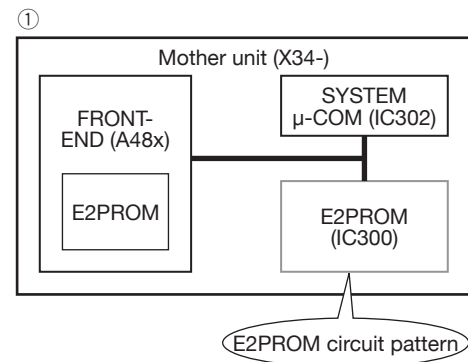 ①
Mother unit (X34-)
FRONT-
END (A48x)
E2PROM
SYSTEM
µ-COM (IC302)
E2PROM
(IC300)
E2PROM circuit pattern